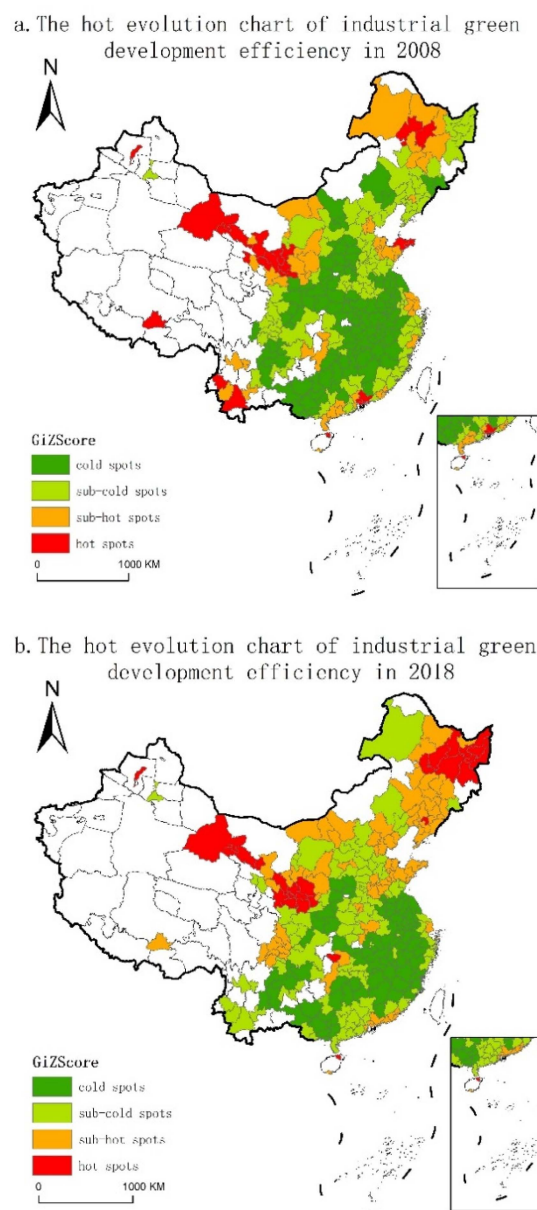 a. The hot evolution chart of industrial green
development efficiency in 2008
N
GiZScore
cold spots
sub-cold spots
sub-hot spots
hot spots
0 1000 KM
b. The hot evolution chart of industrial green
development efficiency in 2018
N
GiZScore
cold spots
sub-cold spots
sub-hot spots
hot spots
0 1000 KM